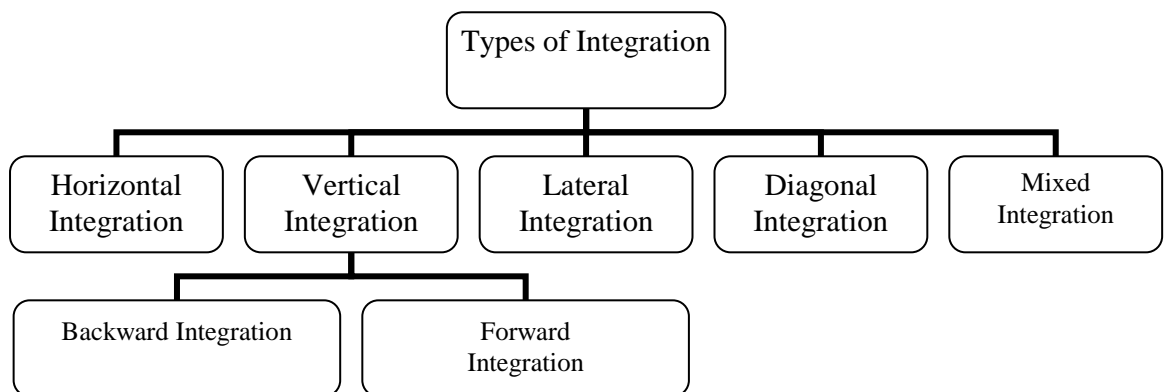 Types of Integration
Horizontal
Integration
Vertical
Integration
Lateral
Integration
Diagonal
Integration
Mixed
Integration
Backward Integration
Forward
Integration